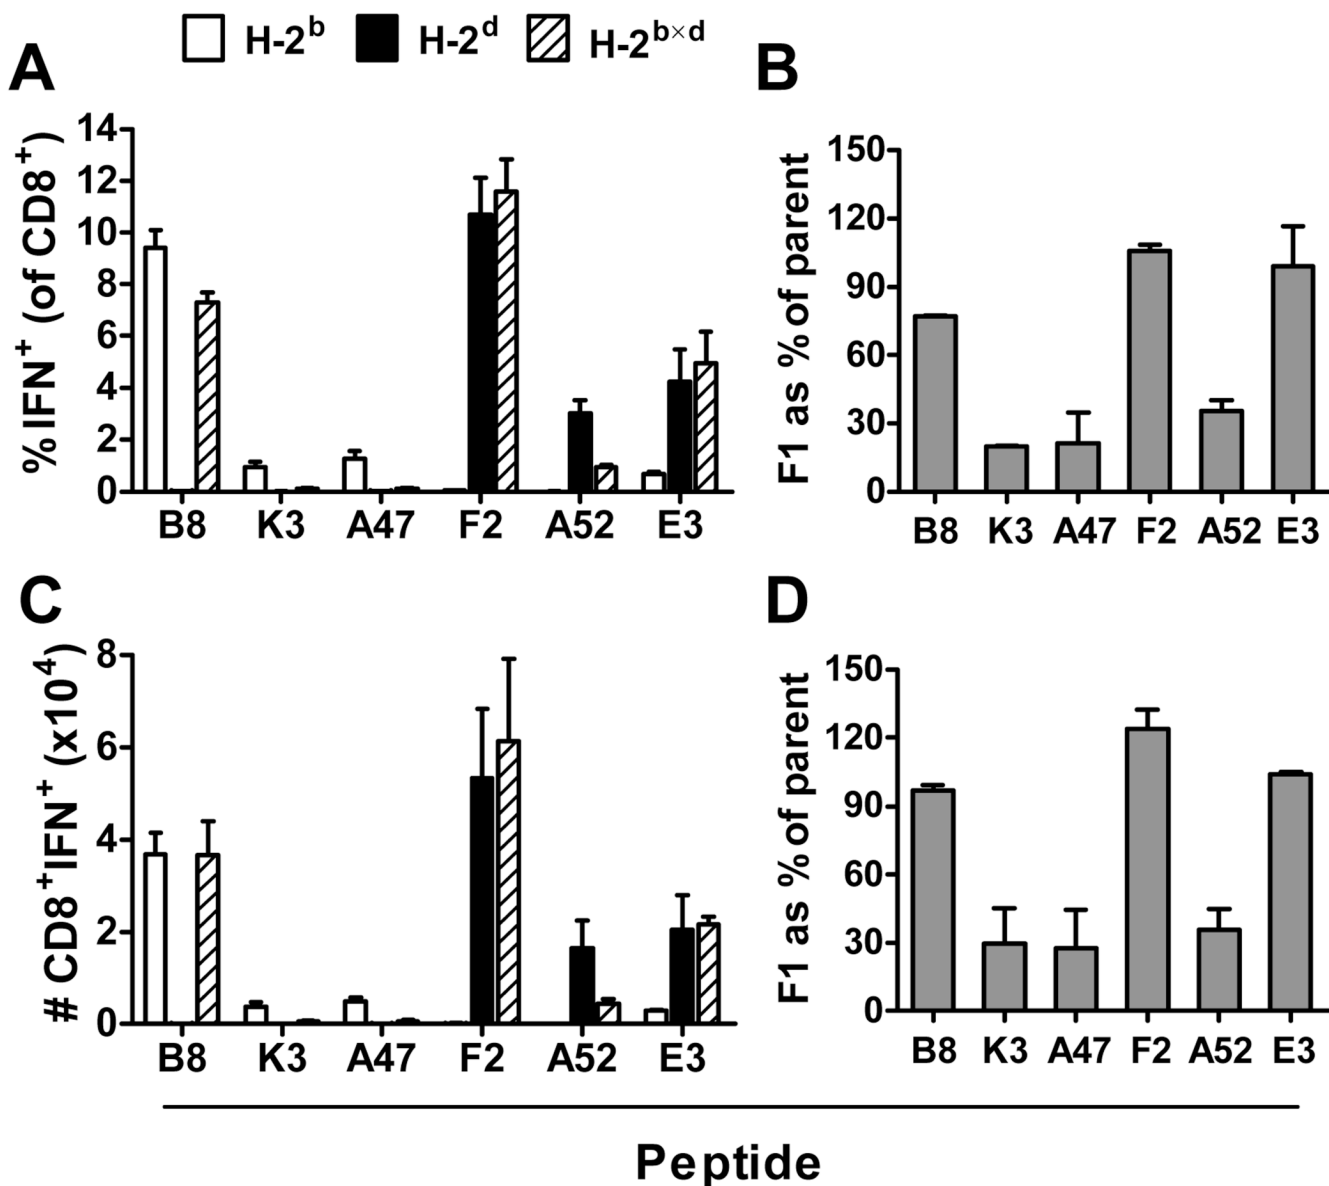 H-2ᵇ H-2ᵈ H-2ᵇˣᵈ
A
% IFN⁺ (of CD8⁺)
14
12
10
8
6
4
2
0
B8 K3 A47 F2 A52 E3
B
F1 as % of parent
150
120
90
60
30
0
B8 K3 A47 F2 A52 E3
C
# CD8⁺IFN⁺ (x10⁴)
8
6
4
2
0
B8 K3 A47 F2 A52 E3
D
F1 as % of parent
150
120
90
60
30
0
B8 K3 A47 F2 A52 E3
Peptide